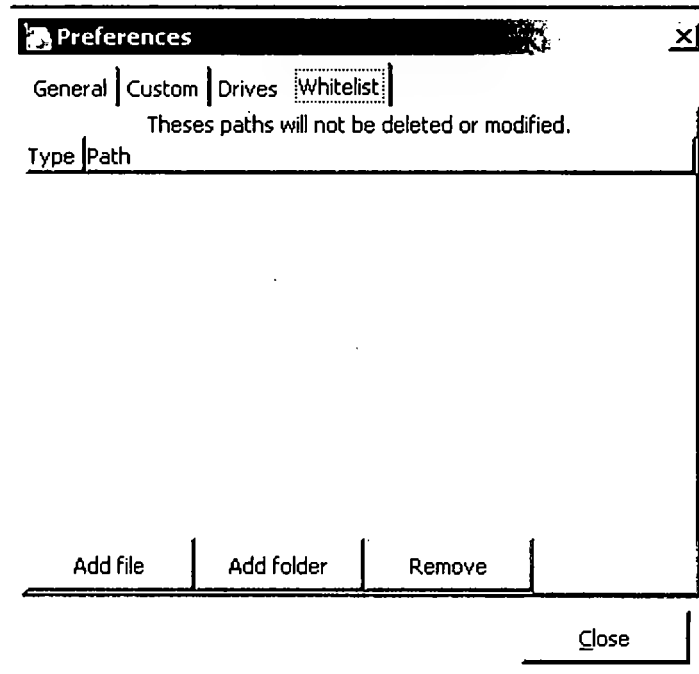 Preferences
General Custom Drives Whitelist
Theses paths will not be deleted or modified.
Type Path
Add file Add folder Remove
Close